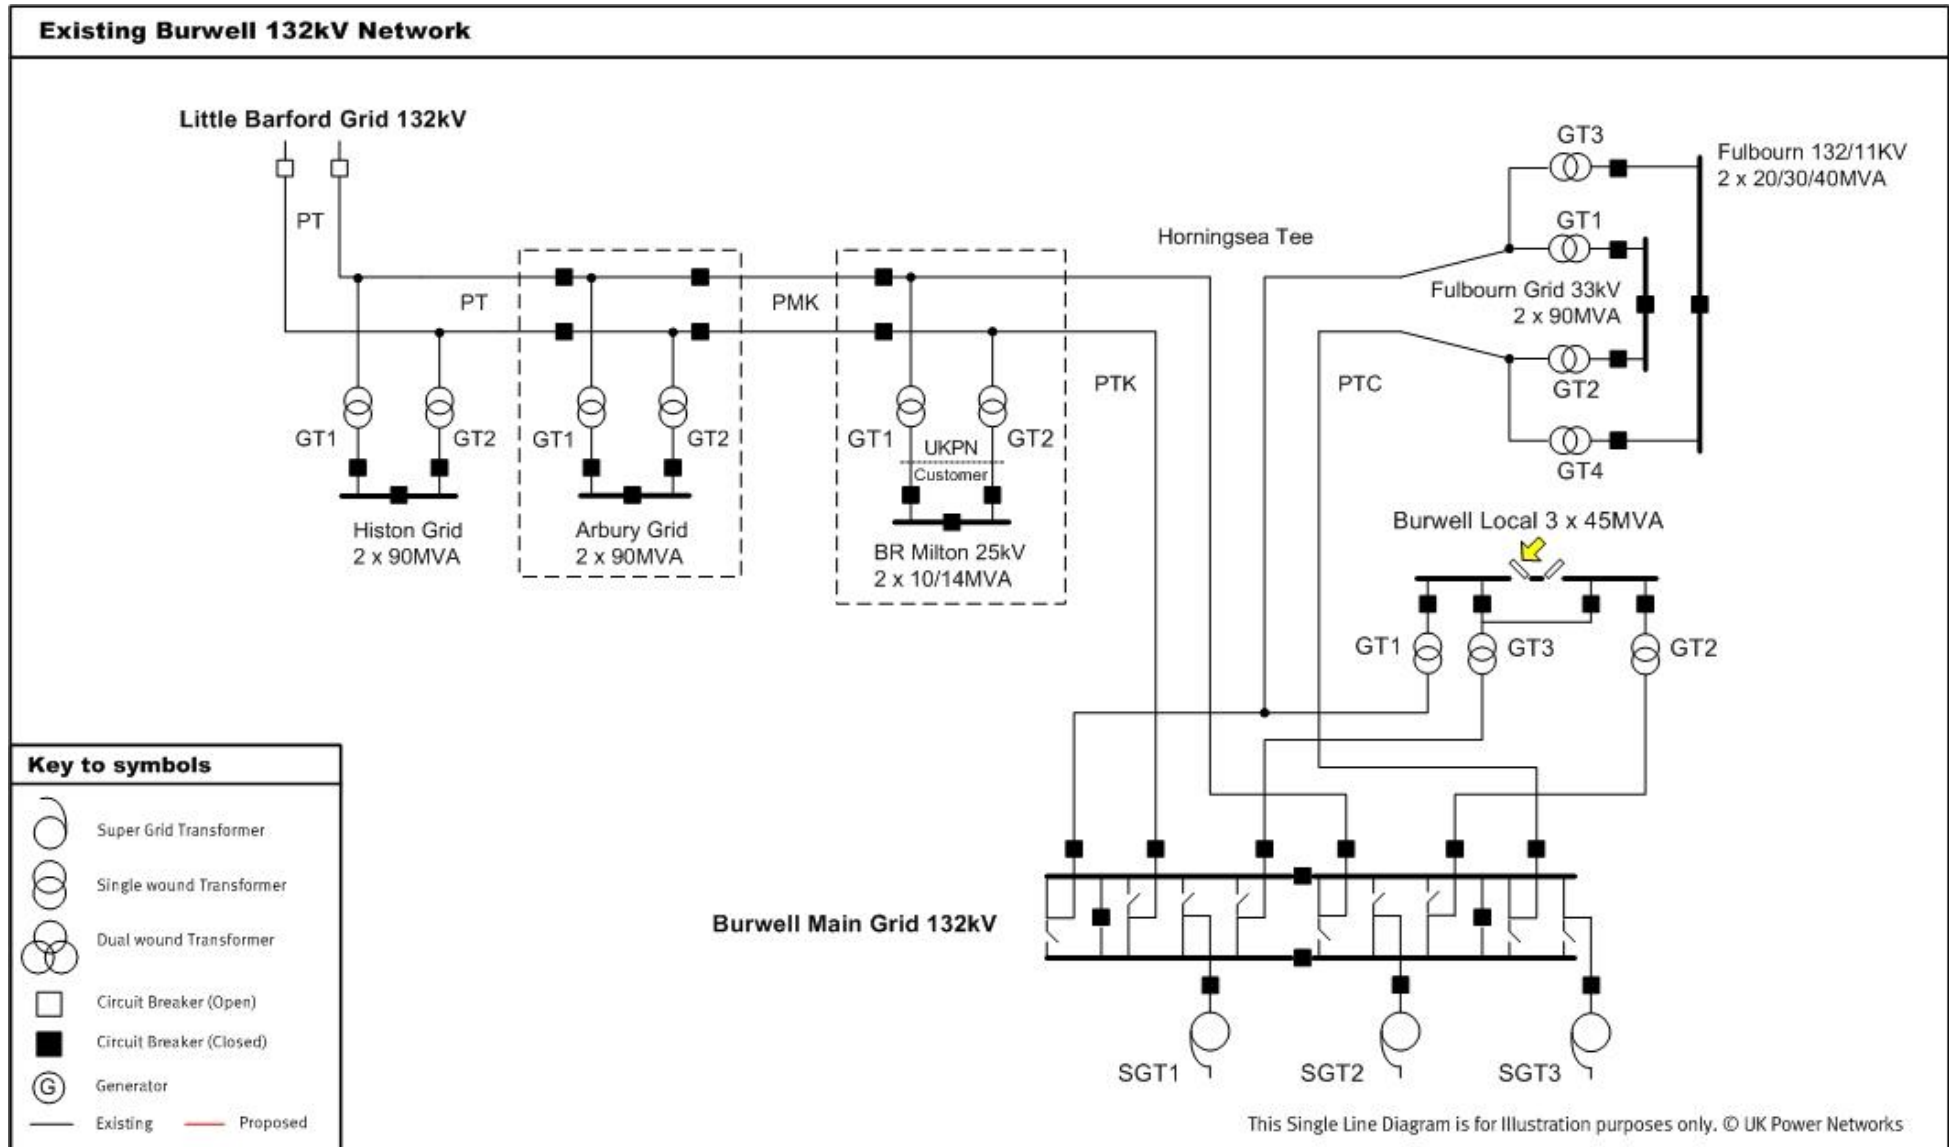 Existing Burwell 132kV Network
Little Barford Grid 132kV
PT
PT
PMK
Horningsea Tee
GT3
Fulbourn 132/11KV
2 x 20/30/40MVA
GT1
Fulbourn Grid 33kV
2 x 90MVA
GT2
GT4
PTK
PTC
GT1
GT2
GT1
GT2
GT1
GT2
UKPN
Customer
Histon Grid
2 x 90MVA
Arbury Grid
2 x 90MVA
BR Milton 25kV
2 x 10/14MVA
Burwell Local 3 x 45MVA
GT1
GT3
GT2
Burwell Main Grid 132kV
SGT1
SGT2
SGT3
Key to symbols
Super Grid Transformer
Single wound Transformer
Dual wound Transformer
Circuit Breaker (Open)
Circuit Breaker (Closed)
G
Generator
Existing
Proposed
This Single Line Diagram is for Illustration purposes only. © UK Power Networks